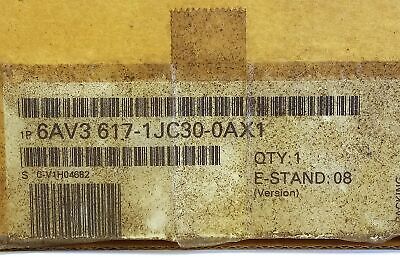 1P 6AV3 617-1JC30-0AX1
S C-V1H04682
QTY:1
E-STAND: 08
(Version)